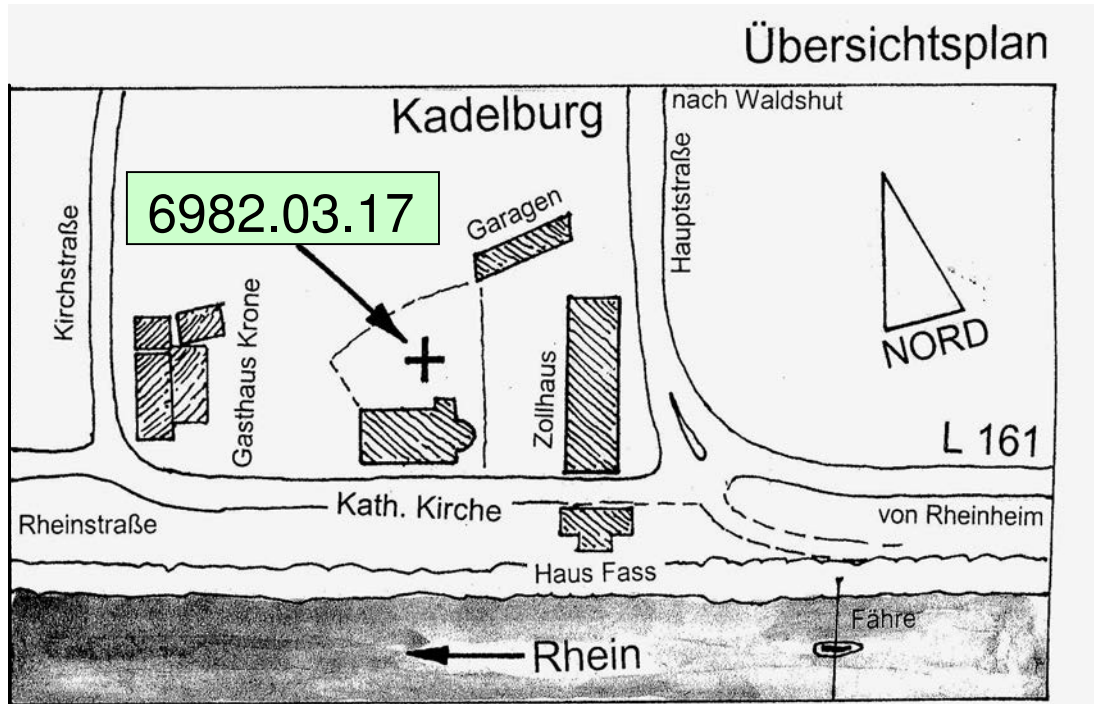 Übersichtsplan
nach Waldshut
Kadelburg
Hauptstraße
6982.03.17
Garagen
Kirchstraße
Gasthaus Krone
Zollhaus
NORD
L 161
Kath. Kirche
Rheinstraße
von Rheinheim
Haus Fass
Fähre
Rhein